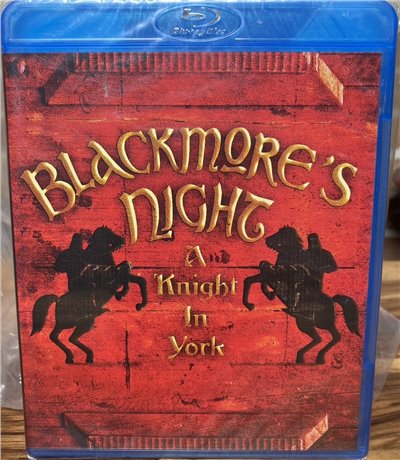 Blu-ray Disc
BLACKMORE'S
NIGHT
A
Knight
In
York